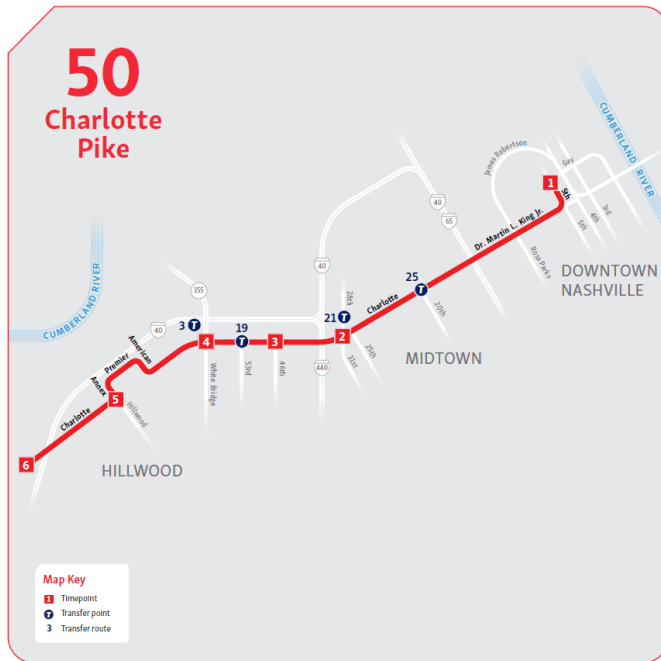 50
Charlotte
Pike
CUMBERLAND RIVER
James Robertson
Gay
1
5th
3rd
4th
5th
40
65
Dr. Martin L. King Jr.
Rosa Parks
DOWNTOWN
NASHVILLE
40
25
T
20th
Charlotte
MIDTOWN
CUMBERLAND RIVER
155
40
3 T
19
T
21 T
28th
2
25th
31st
440
3
46th
53rd
4
White Bridge
American
Premier
Annex
5
Hillwood
Charlotte
6
HILLWOOD
Map Key
1 Timepoint
T Transfer point
3 Transfer route